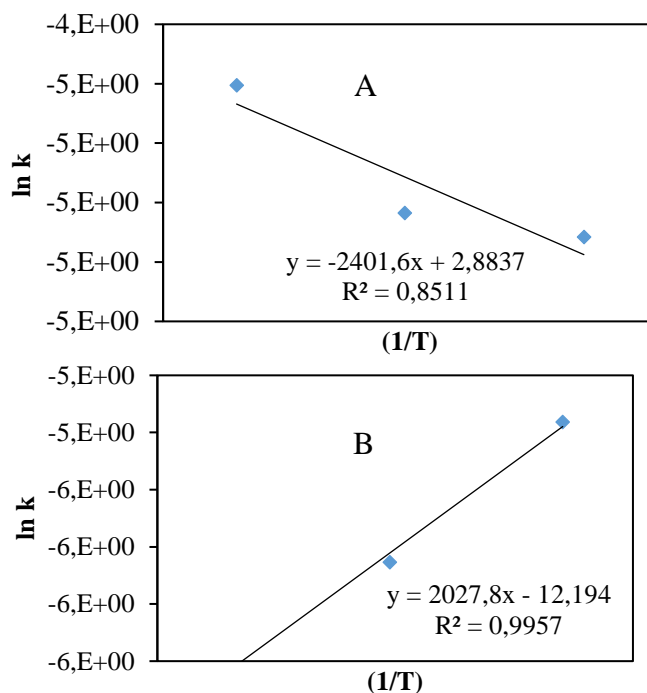 -4,E+00
-5,E+00
-5,E+00
-5,E+00
-5,E+00
-5,E+00
ln k
A
y = -2401,6x + 2,8837
R² = 0,8511
(1/T)
-5,E+00
-5,E+00
-6,E+00
-6,E+00
-6,E+00
-6,E+00
ln k
B
y = 2027,8x - 12,194
R² = 0,9957
(1/T)